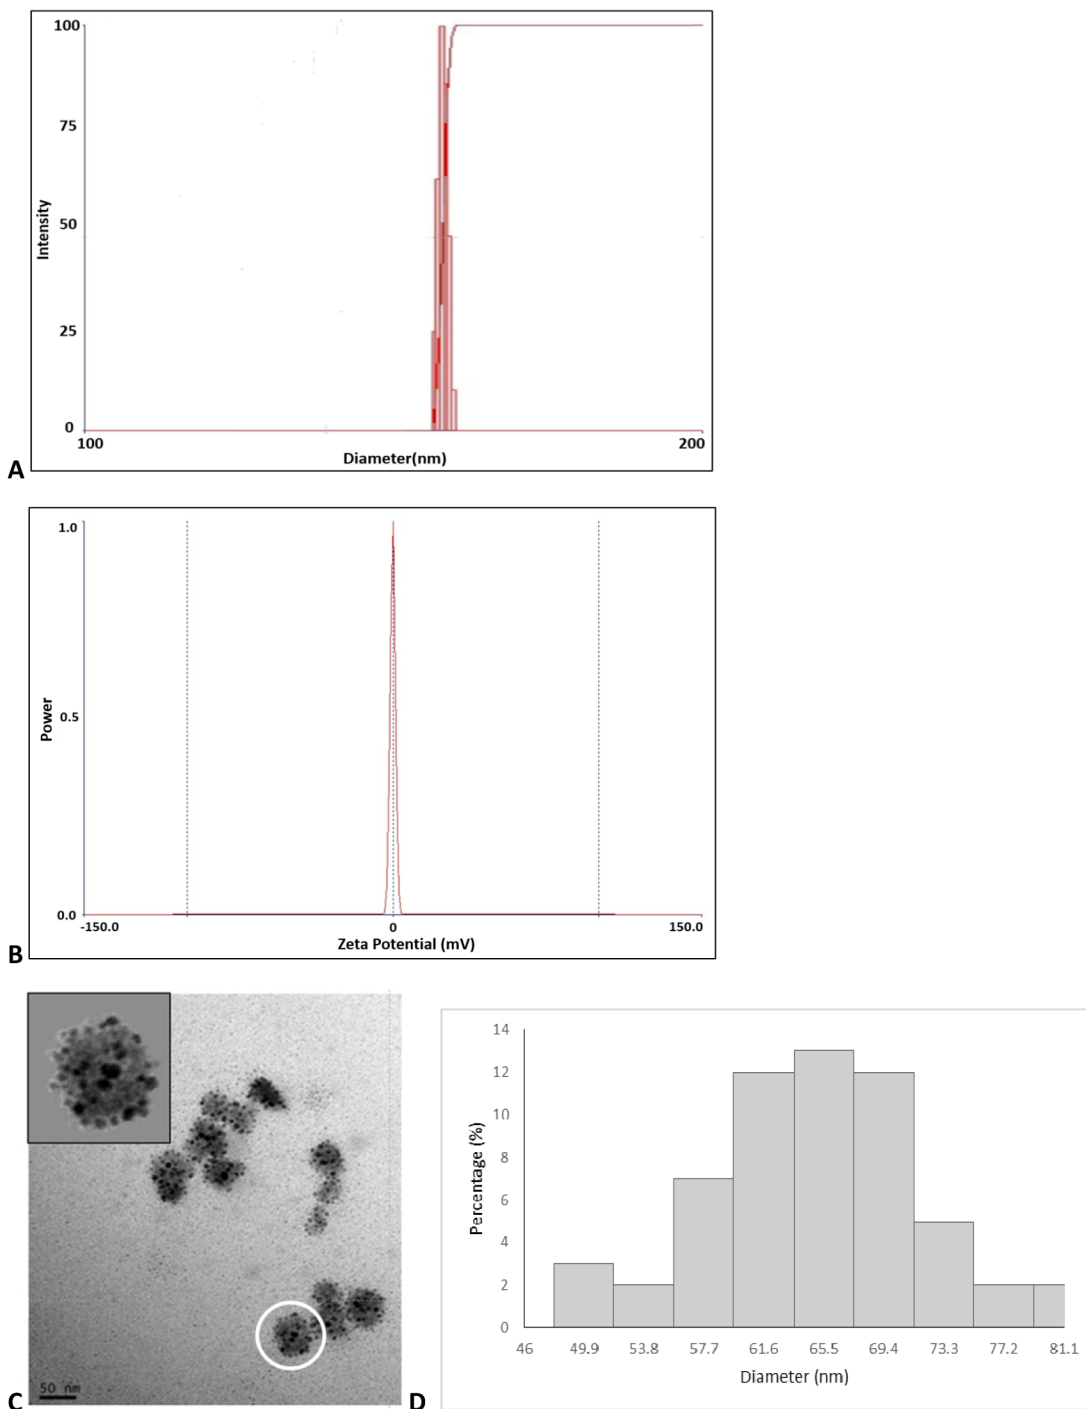 100
75
50
25
0
Intensity
100 200
Diameter(nm)
A
1.0
0.5
0.0
Power
-150.0 0 150.0
Zeta Potential (mV)
B
50 nm
C
14
12
10
8
6
4
2
0
Percentage (%)
46 49.9 53.8 57.7 61.6 65.5 69.4 73.3 77.2 81.1
Diameter (nm)
D